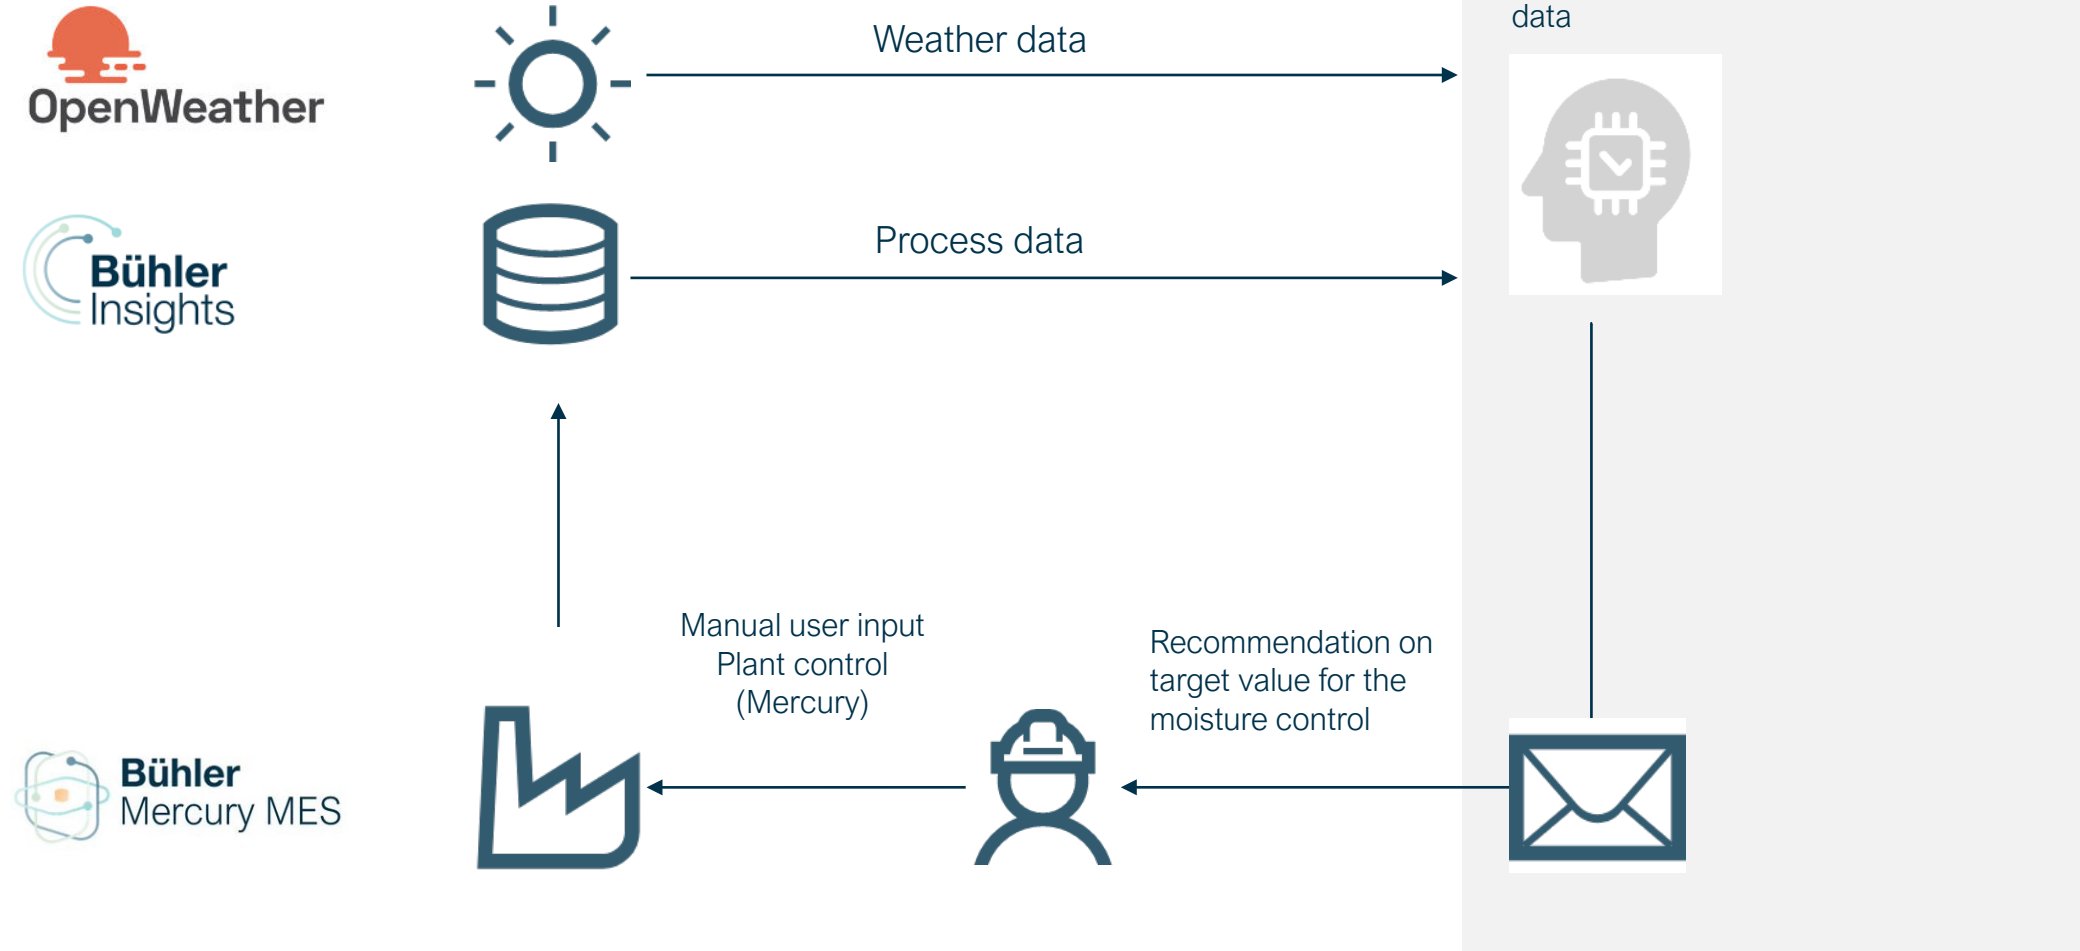 data
Weather data
OpenWeather
Process data
Bühler
Insights
Manual user input
Plant control
(Mercury)
Recommendation on
target value for the
moisture control
Bühler
Mercury MES